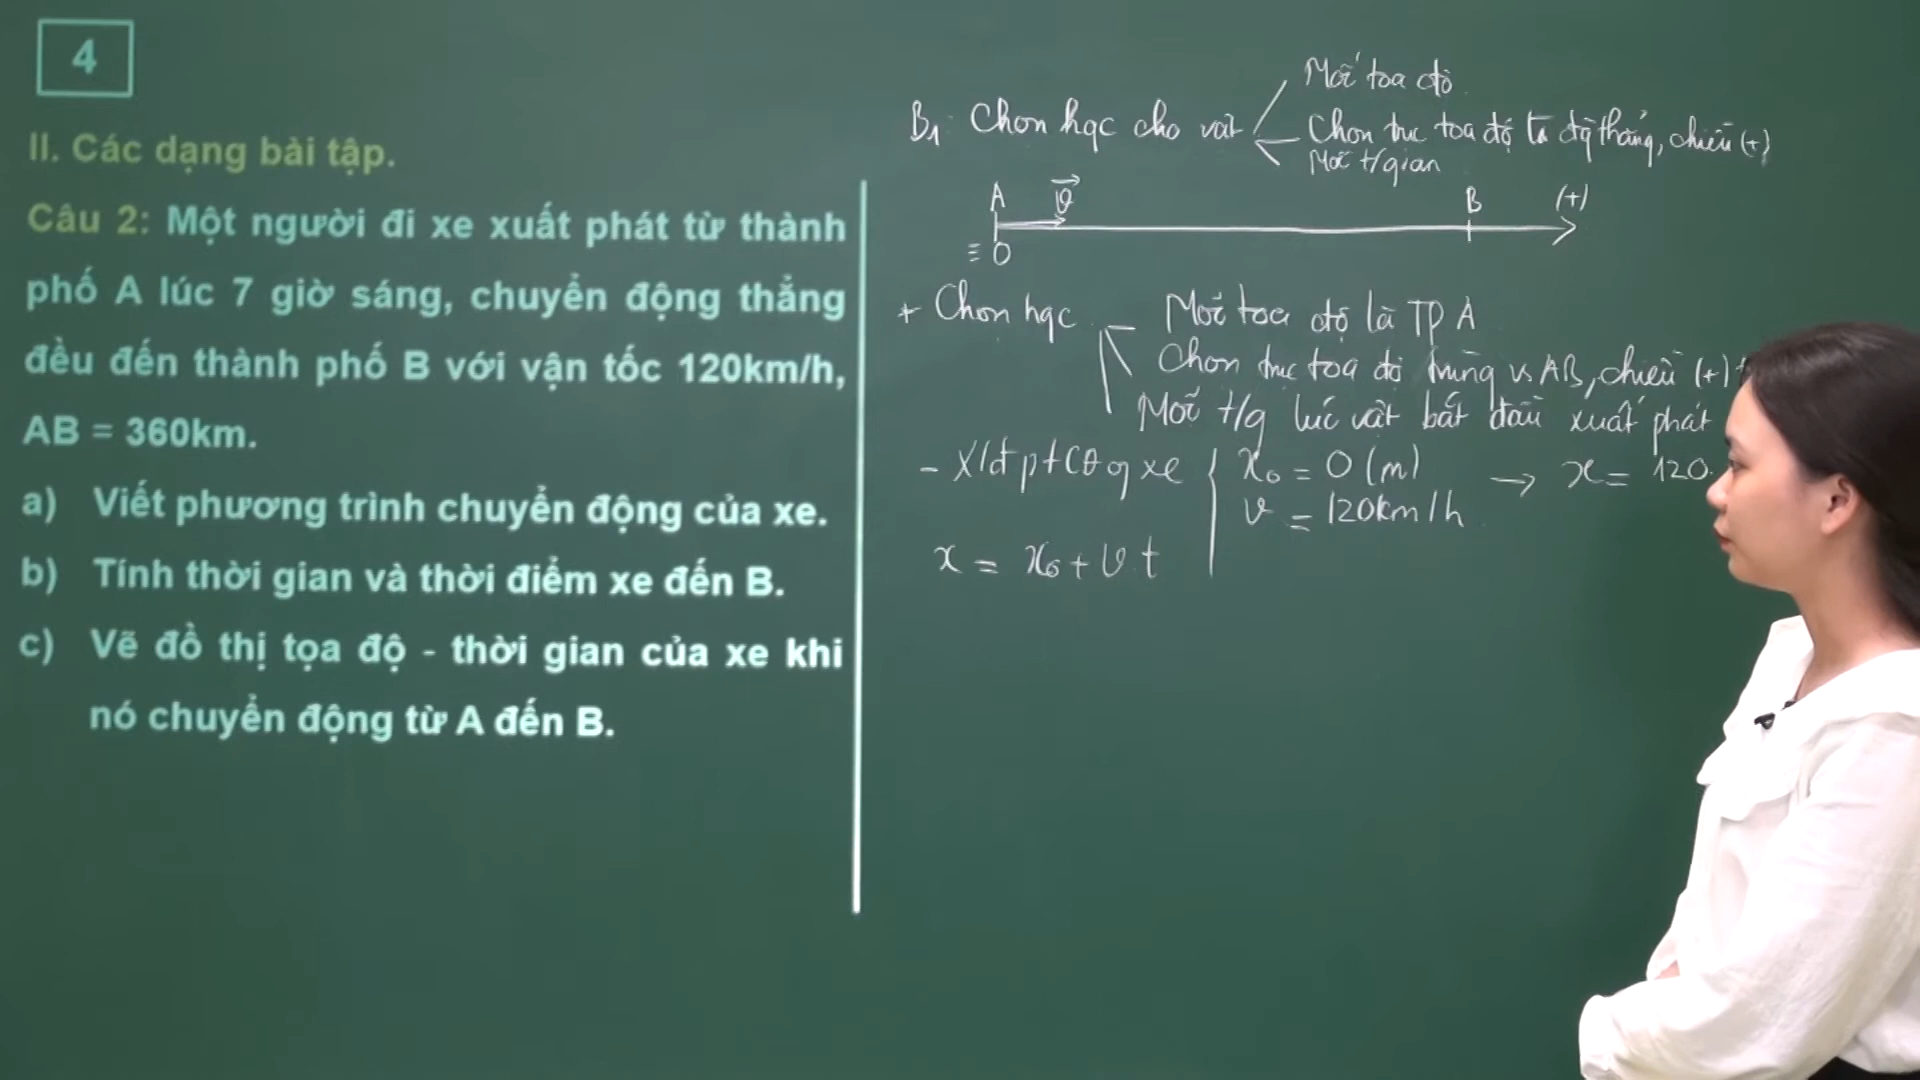 4
II. Các dạng bài tập.
Câu 2: Một người đi xe xuất phát từ thành
phố A lúc 7 giờ sáng, chuyển động thẳng
đều đến thành phố B với vận tốc 120km/h,
AB = 360km.
a) Viết phương trình chuyển động của xe.
b) Tính thời gian và thời điểm xe đến B.
c) Vẽ đồ thị tọa độ - thời gian của xe khi
nó chuyển động từ A đến B.
B1: Chọn hqc cho vật
Mốc toạ độ
Chọn trục toạ độ là đg thẳng, chiều (+)
Mốc t/gian
A v B (+)
≡ O
+ Chọn hqc
Mốc toạ độ là TP A
Chọn trục toạ độ trùng vs AB, chiều (+)
Mốc t/g lúc vật bắt đầu xuất phát
- X/đ ptcđ xe
x₀ = 0 (m)
v = 120km/h
→ x = 120.
x = x₀ + v.t